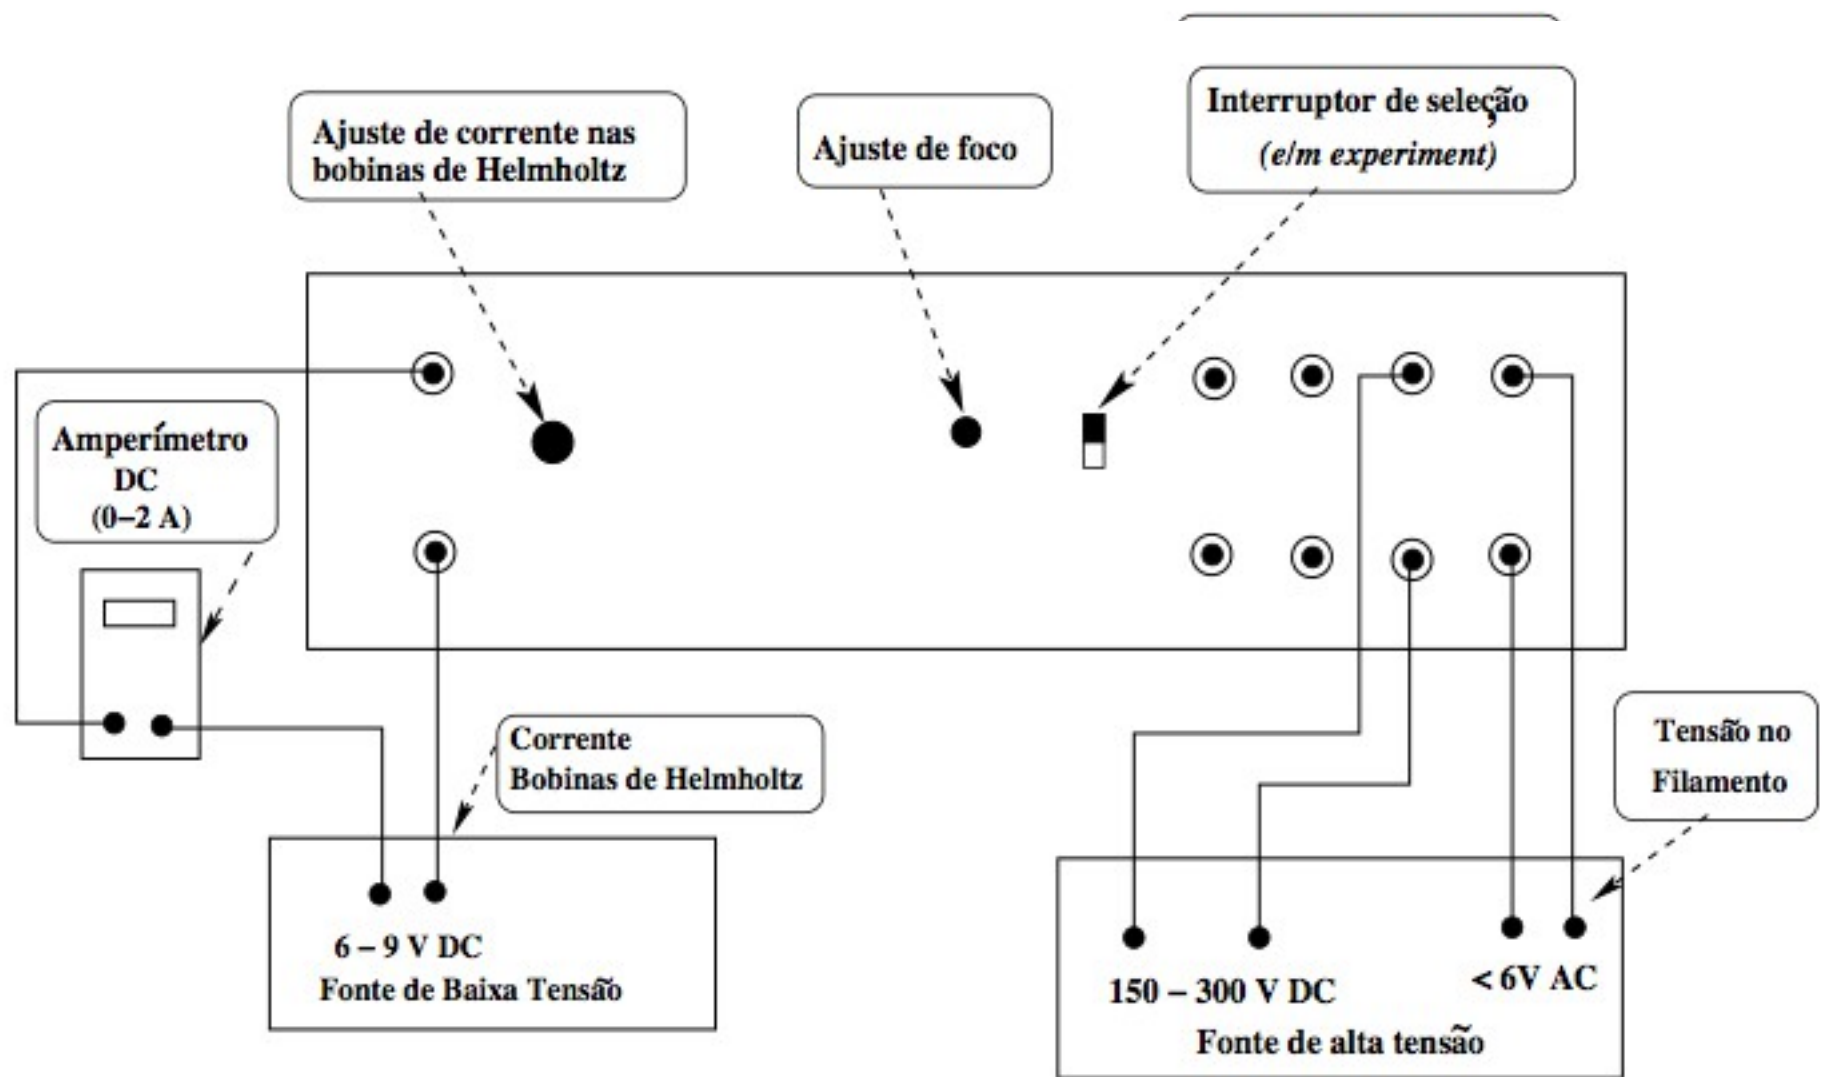 Ajuste de corrente nas
bobinas de Helmholtz
Ajuste de foco
Interruptor de seleção
(e/m experiment)
Amperímetro
DC
(0–2 A)
Corrente
Bobinas de Helmholtz
Tensão no
Filamento
6 – 9 V DC
Fonte de Baixa Tensão
150 – 300 V DC
< 6V AC
Fonte de alta tensão